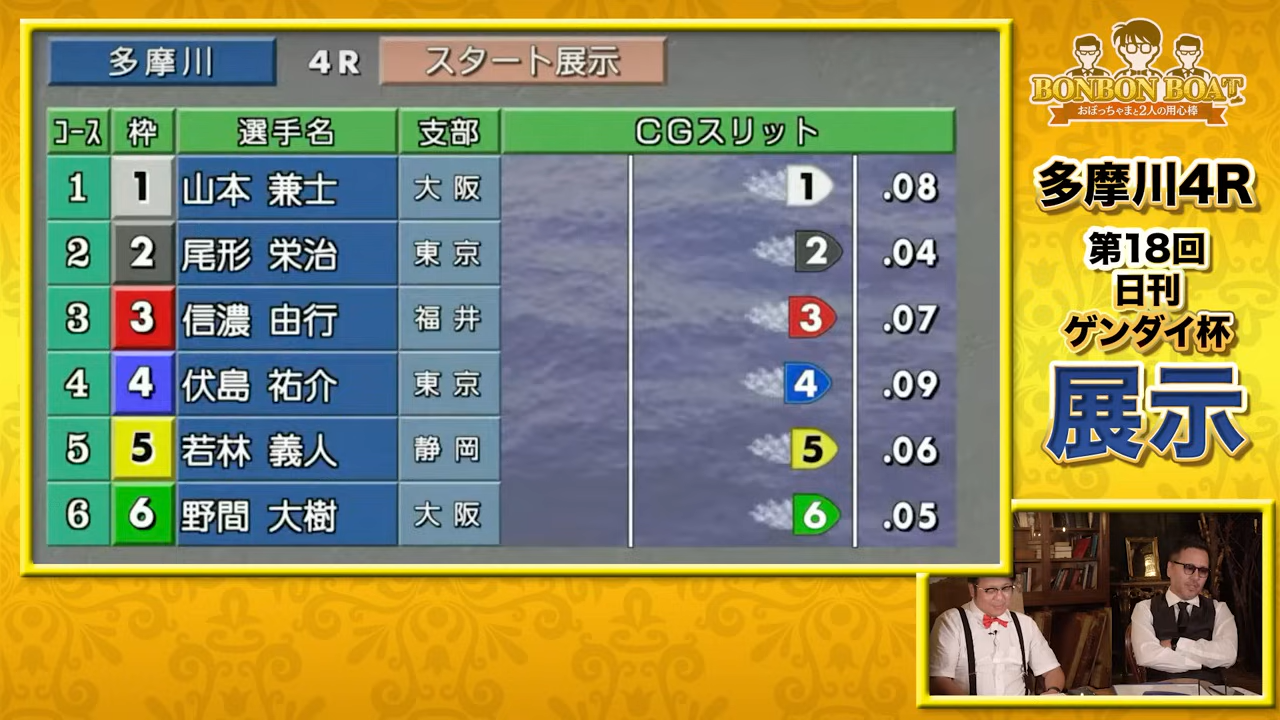 多摩川 4R スタート展示
コース 枠 選手名 支部 CGスリット
1 1 山本 兼士 大阪 1 .08
2 2 尾形 栄治 東京 2 .04
3 3 信濃 由行 福井 3 .07
4 4 伏島 祐介 東京 4 .09
5 5 若林 義人 静岡 5 .06
6 6 野間 大樹 大阪 6 .05
BONBON BOAT
おぼっちゃまと2人の用心棒
多摩川4R
第18回
日刊
ゲンダイ杯
展示